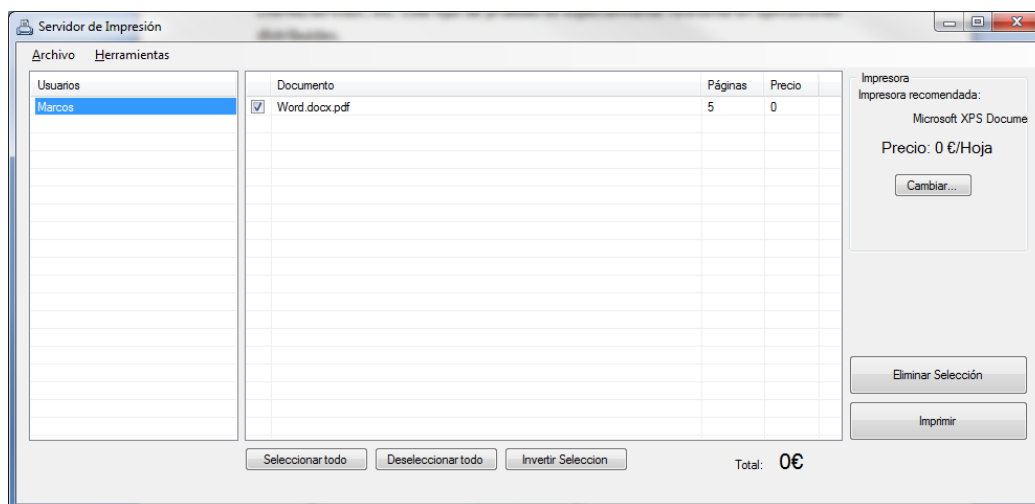 Servidor de Impresión
Archivo Herramientas
Usuarios
Marcos
Documento Páginas Precio
Word.docx.pdf 5 0
Impresora
Impresora recomendada:
Microsoft XPS Docume
Precio: 0 €/Hoja
Cambiar...
Eliminar Selección
Imprimir
Seleccionar todo Deseleccionar todo Invertir Seleccion
Total: 0€